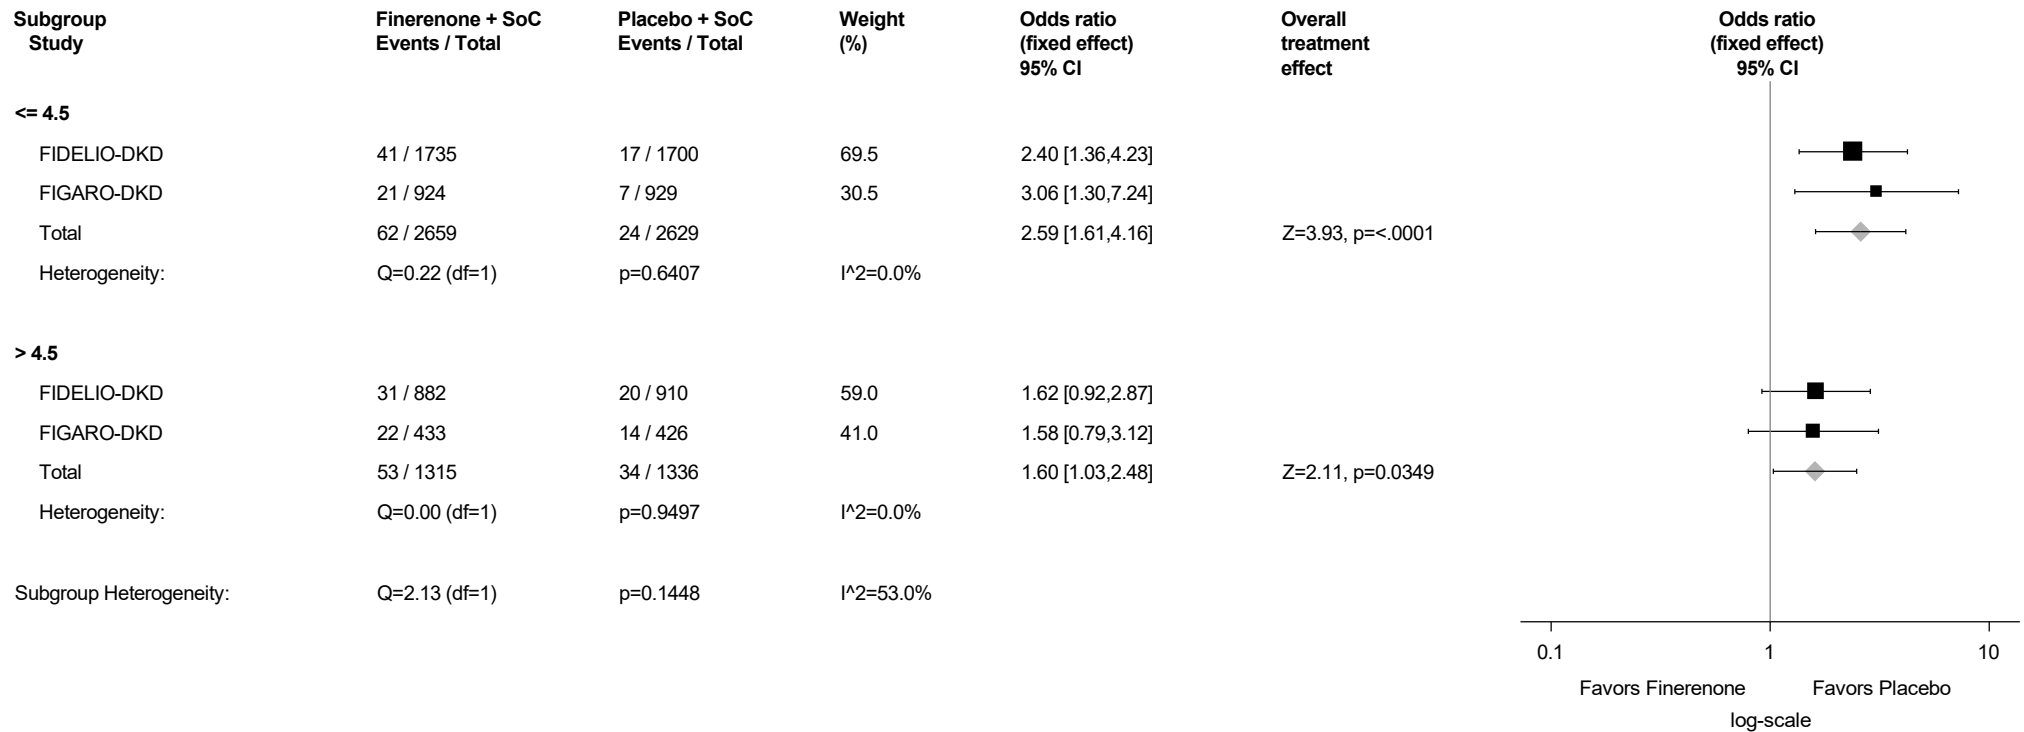 Subgroup Finerenone + SoC Placebo + SoC Weight Odds ratio Overall Odds ratio
Study Events / Total Events / Total (%) (fixed effect) treatment (fixed effect)
95% CI effect 95% CI
<= 4.5
FIDELIO-DKD 41 / 1735 17 / 1700 69.5 2.40 [1.36,4.23]
FIGARO-DKD 21 / 924 7 / 929 30.5 3.06 [1.30,7.24]
Total 62 / 2659 24 / 2629 2.59 [1.61,4.16] Z=3.93, p=<.0001
Heterogeneity: Q=0.22 (df=1) p=0.6407 I^2=0.0%
> 4.5
FIDELIO-DKD 31 / 882 20 / 910 59.0 1.62 [0.92,2.87]
FIGARO-DKD 22 / 433 14 / 426 41.0 1.58 [0.79,3.12]
Total 53 / 1315 34 / 1336 1.60 [1.03,2.48] Z=2.11, p=0.0349
Heterogeneity: Q=0.00 (df=1) p=0.9497 I^2=0.0%
Subgroup Heterogeneity: Q=2.13 (df=1) p=0.1448 I^2=53.0%
0.1 1 10
Favors Finerenone Favors Placebo
log-scale